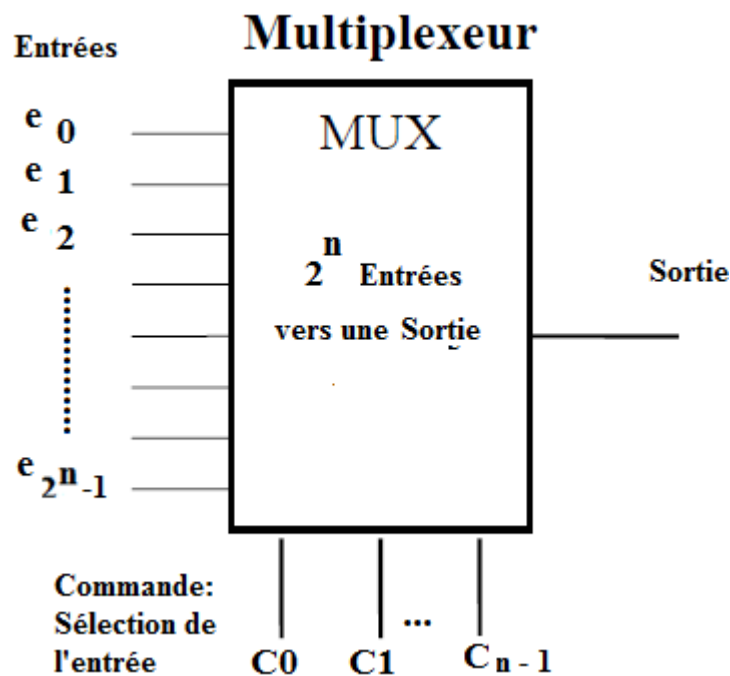 Multiplexeur
Entrées
MUX
e 0
e 1
e 2
e 2ⁿ-1
2ⁿ Entrées
vers une Sortie
Sortie
Commande:
Sélection de
l'entrée
C0 C1 ... C n - 1